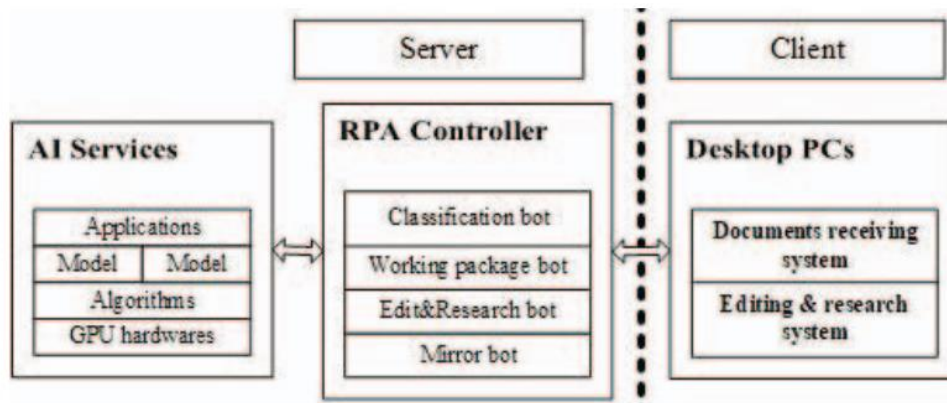 Server
Client
AI Services
Applications
Model
Model
Algorithms
GPU hardwares
RPA Controller
Classification bot
Working package bot
Edit&Research bot
Mirror bot
Desktop PCs
Documents receiving
system
Editing & research
system